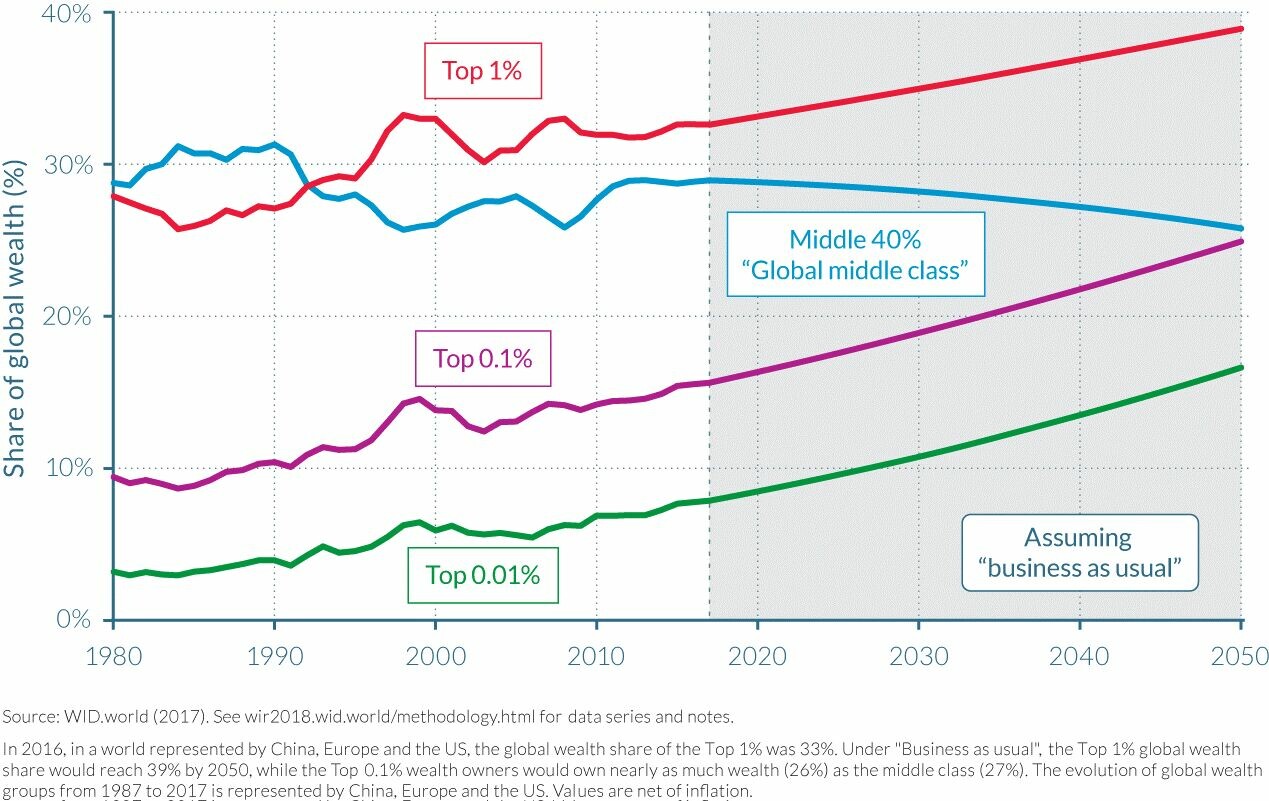 40%
Top 1%
30%
Share of global wealth (%)
Middle 40%
“Global middle class”
20%
Top 0.1%
10%
Assuming
“business as usual”
Top 0.01%
0%
1980 1990 2000 2010 2020 2030 2040 2050
Source: WID.world (2017). See wir2018.wid.world/methodology.html for data series and notes.
In 2016, in a world represented by China, Europe and the US, the global wealth share of the Top 1% was 33%. Under "Business as usual", the Top 1% global wealth
share would reach 39% by 2050, while the Top 0.1% wealth owners would own nearly as much wealth (26%) as the middle class (27%). The evolution of global wealth
groups from 1987 to 2017 is represented by China, Europe and the US. Values are net of inflation.